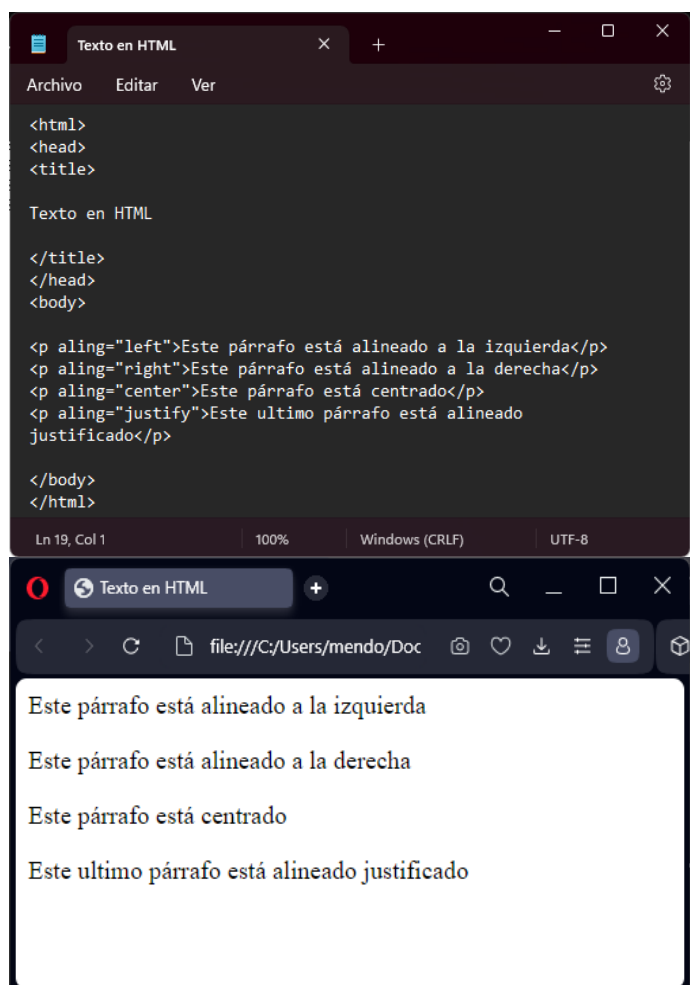 Texto en HTML
Archivo Editar Ver
<html>
<head>
<title>
Texto en HTML
</title>
</head>
<body>
<p aling="left">Este párrafo está alineado a la izquierda</p>
<p aling="right">Este párrafo está alineado a la derecha</p>
<p aling="center">Este párrafo está centrado</p>
<p aling="justify">Este ultimo párrafo está alineado
justificado</p>
</body>
</html>
Ln 19, Col 1 100% Windows (CRLF) UTF-8
Texto en HTML
file:///C:/Users/mendo/Doc
Este párrafo está alineado a la izquierda
Este párrafo está alineado a la derecha
Este párrafo está centrado
Este ultimo párrafo está alineado justificado